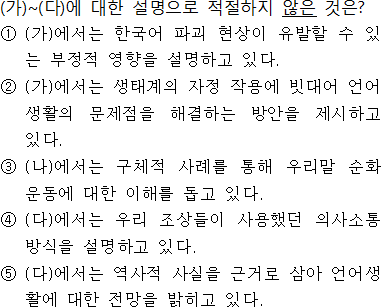 (가)~(다)에 대한 설명으로 적절하지 않은 것은?
① (가)에서는 한국어 파괴 현상이 유발할 수 있
는 부정적 영향을 설명하고 있다.
② (가)에서는 생태계의 자정 작용에 빗대어 언어
생활의 문제점을 해결하는 방안을 제시하고
있다.
③ (나)에서는 구체적 사례를 통해 우리말 순화
운동에 대한 이해를 돕고 있다.
④ (다)에서는 우리 조상들이 사용했던 의사소통
방식을 설명하고 있다.
⑤ (다)에서는 역사적 사실을 근거로 삼아 언어생
활에 대한 전망을 밝히고 있다.